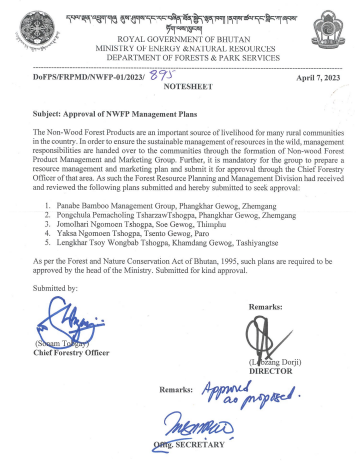 ROYAL GOVERNMENT OF BHUTAN
MINISTRY OF ENERGY &NATURAL RESOURCES
DEPARTMENT OF FORESTS & PARK SERVICES
DoFPS/FRPMD/NWFP-01/2023/ 895 April 7, 2023
NOTESHEET
Subject: Approval of NWFP Management Plans
The Non-Wood Forest Products are an important source of livelihood for many rural communities
in the country. In order to ensure the sustainable management of resources in the wild, management
responsibilities are handed over to the communities through the formation of Non-wood Forest
Product Management and Marketing Group. Further, it is mandatory for the group to prepare a
resource management and marketing plan and submit it for approval through the Chief Forestry
Officer of that area. As such the Forest Resource Planning and Management Division had received
and reviewed the following plans submitted and hereby submitted to seek approval:
1. Panabe Bamboo Management Group, Phangkhar Gewog, Zhemgang
2. Pongchula Pemacholing TsharzawTshogpa, Phangkhar Gewog, Zhemgang
3. Jomolhari Ngomoen Tshogpa, Soe Gewog, Thimphu
4. Yaksa Ngomoen Tshogpa, Tsento Gewog, Paro
5. Lengkhar Tsoy Wongbab Tshogpa, Khamdang Gewog, Tashiyangtse
As per the Forest and Nature Conservation Act of Bhutan, 1995, such plans are required to be
approved by the head of the Ministry. Submitted for kind approval.
Submitted by:
Remarks:
(Sonam Tobgay)
Chief Forestry Officer
(Lobzang Dorji)
DIRECTOR
Remarks: Approved
as proposed.
Offtg. SECRETARY